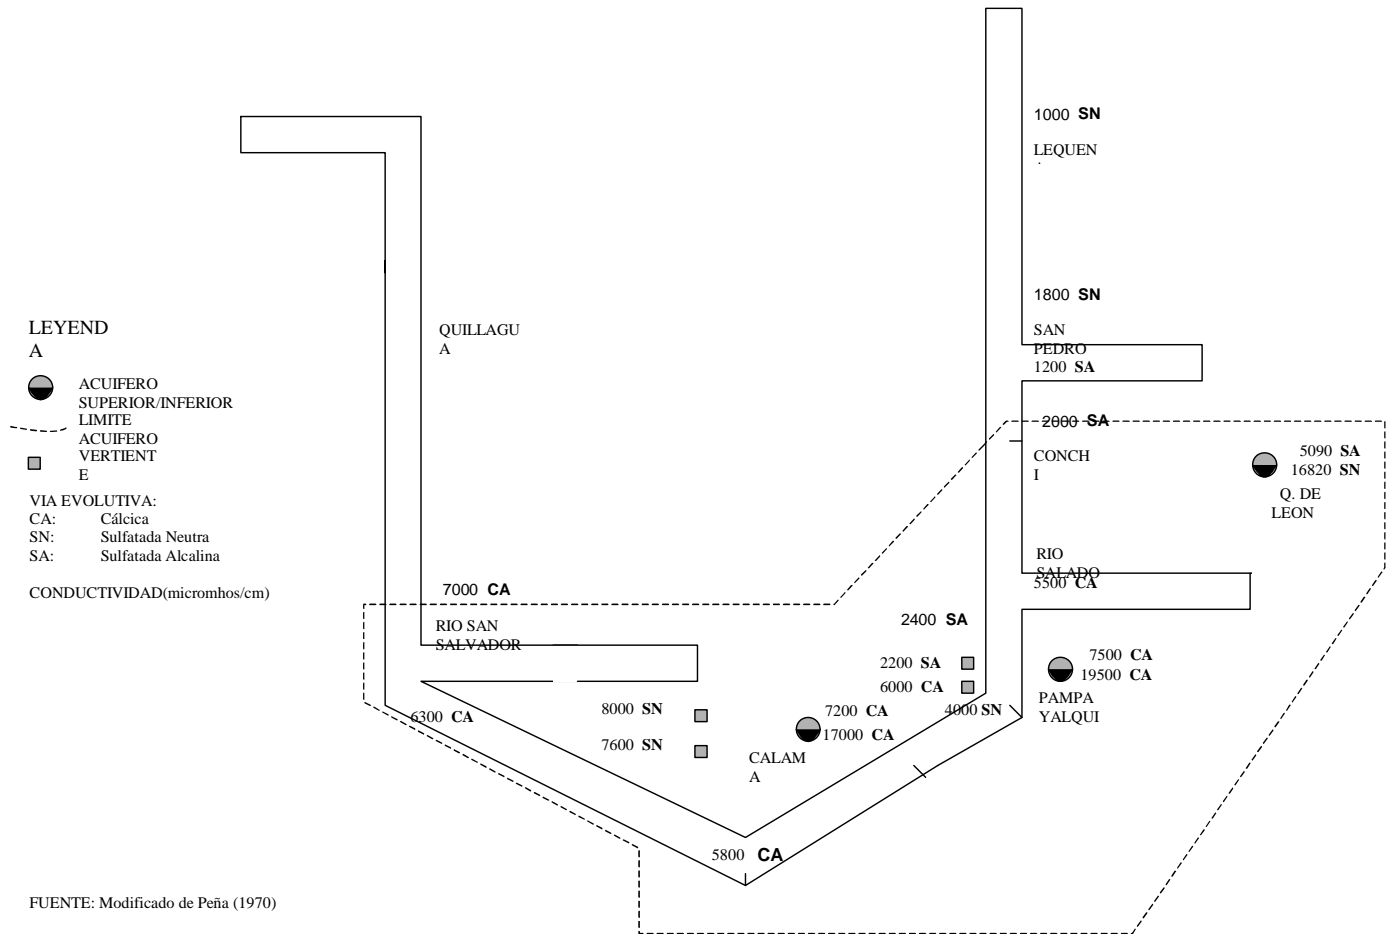 1000 SN
LEQUEN
1800 SN
SAN
PEDRO
1200 SA
2000 SA
CONCH
I
5090 SA
16820 SN
Q. DE
LEON
RIO
SALADO
5500 CA
7500 CA
19500 CA
PAMPA
YALQUI
QUILLAGU
A
LEYEND
A
ACUIFERO
SUPERIOR/INFERIOR
LIMITE
ACUIFERO
VERTIENT
E
VIA EVOLUTIVA:
CA: Cálcica
SN: Sulfatada Neutra
SA: Sulfatada Alcalina
CONDUCTIVIDAD(micromhos/cm)
7000 CA
RIO SAN
SALVADOR
6300 CA
8000 SN
7600 SN
2400 SA
2200 SA
6000 CA
4000 SN
7200 CA
17000 CA
CALAM
A
5800 CA
FUENTE: Modificado de Peña (1970)